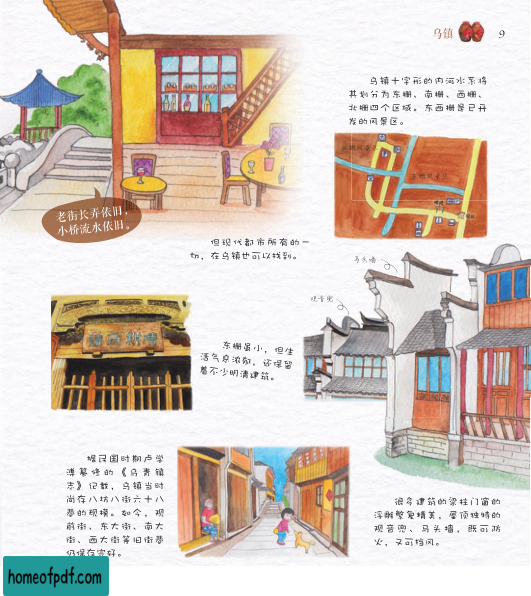 乌镇
9
乌镇十字形的内河水系将
其划分为东栅、南栅、西栅、
北栅四个区域。东西栅是已开
发的风景区。
老街长弄依旧，
小桥流水依旧。
但现代都市所有的一
切，在乌镇也可以找到。
马头墙
观音兜
东栅虽小，但生
活气息浓郁，还保留
着不少明清建筑。
据民国时期卢学
溥纂修的《乌青镇
志》记载，乌镇当时
尚存八坊八街六十八
巷的规模。如今，观
前街、东大街、南大
街、西大街等旧街巷
仍保存完好。
很多建筑的梁柱门窗的
浮雕繁复精美，屋顶独特的
观音兜、马头墙，既可防
火，又可挡风。
homeofpdf.com